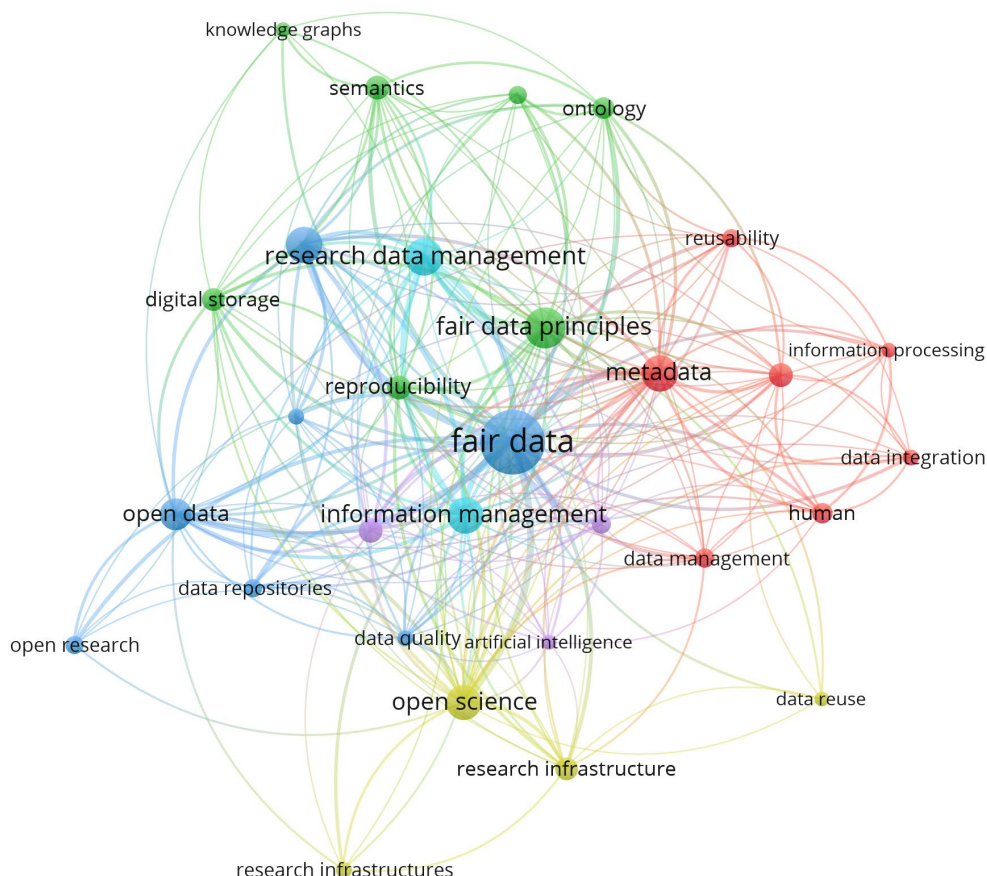 knowledge graphs
semantics
ontology
reusability
research data management
digital storage
fair data principles
information processing
metadata
reproducibility
fair data
data integration
open data
information management
human
data management
data repositories
data quality
artificial intelligence
open research
data reuse
open science
research infrastructure
research infrastructures